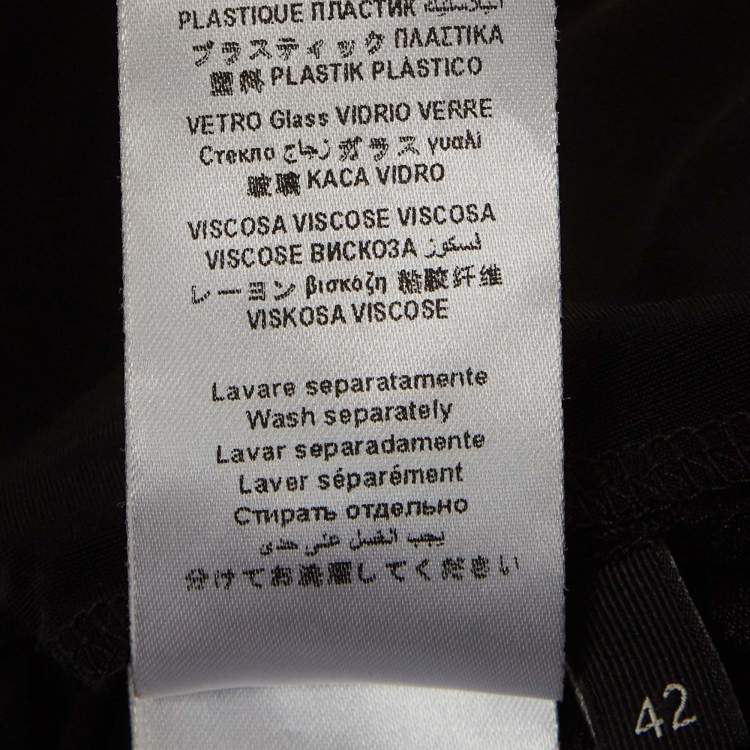 PLASTIQUE ПЛАСТИК
プラスティック ΠΛΑΣΤΙΚΑ
塑料 PLASTIK PLÁSTICO
VETRO Glass VIDRIO VERRE
Стекло زجاج ガラス γυαλί
玻璃 KACA VIDRO
VISCOSA VISCOSE VISCOSA
VISCOSE ВИСКОЗА لسكوز
レーヨン βισκόζη 粘胶纤维
VISKOSA VISCOSE
Lavare separatamente
Wash separately
Lavar separadamente
Laver séparément
Стирать отдельно
يجب الغسل على حدى
分けてお洗濯してください
42